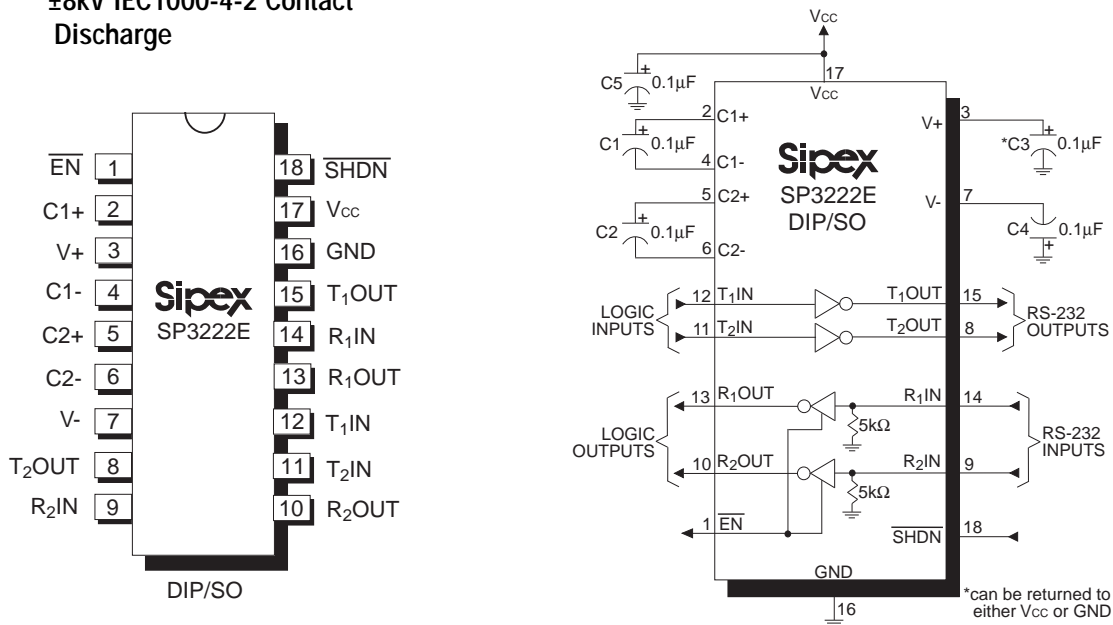 ±8kV IEC1000-4-2 Contact
Discharge
EN 1
C1+ 2
V+ 3
C1- 4
C2+ 5
C2- 6
V- 7
T2OUT 8
R2IN 9
18 SHDN
17 Vcc
16 GND
15 T1OUT
14 R1IN
13 R1OUT
12 T1IN
11 T2IN
10 R2OUT
Sipex
SP3222E
DIP/SO
Vcc
17
Vcc
C5 + 0.1µF
2 C1+
C1 + 0.1µF
4 C1-
5 C2+
C2 + 0.1µF
6 C2-
Sipex
SP3222E
DIP/SO
V+ 3
*C3 + 0.1µF
V- 7
C4 0.1µF
+
LOGIC
INPUTS
12 T1IN
T1OUT 15
11 T2IN
T2OUT 8
RS-232
OUTPUTS
LOGIC
OUTPUTS
13 R1OUT
R1IN 14
5kΩ
10 R2OUT
R2IN 9
5kΩ
RS-232
INPUTS
1 EN
SHDN 18
GND
16
*can be returned to
either Vcc or GND